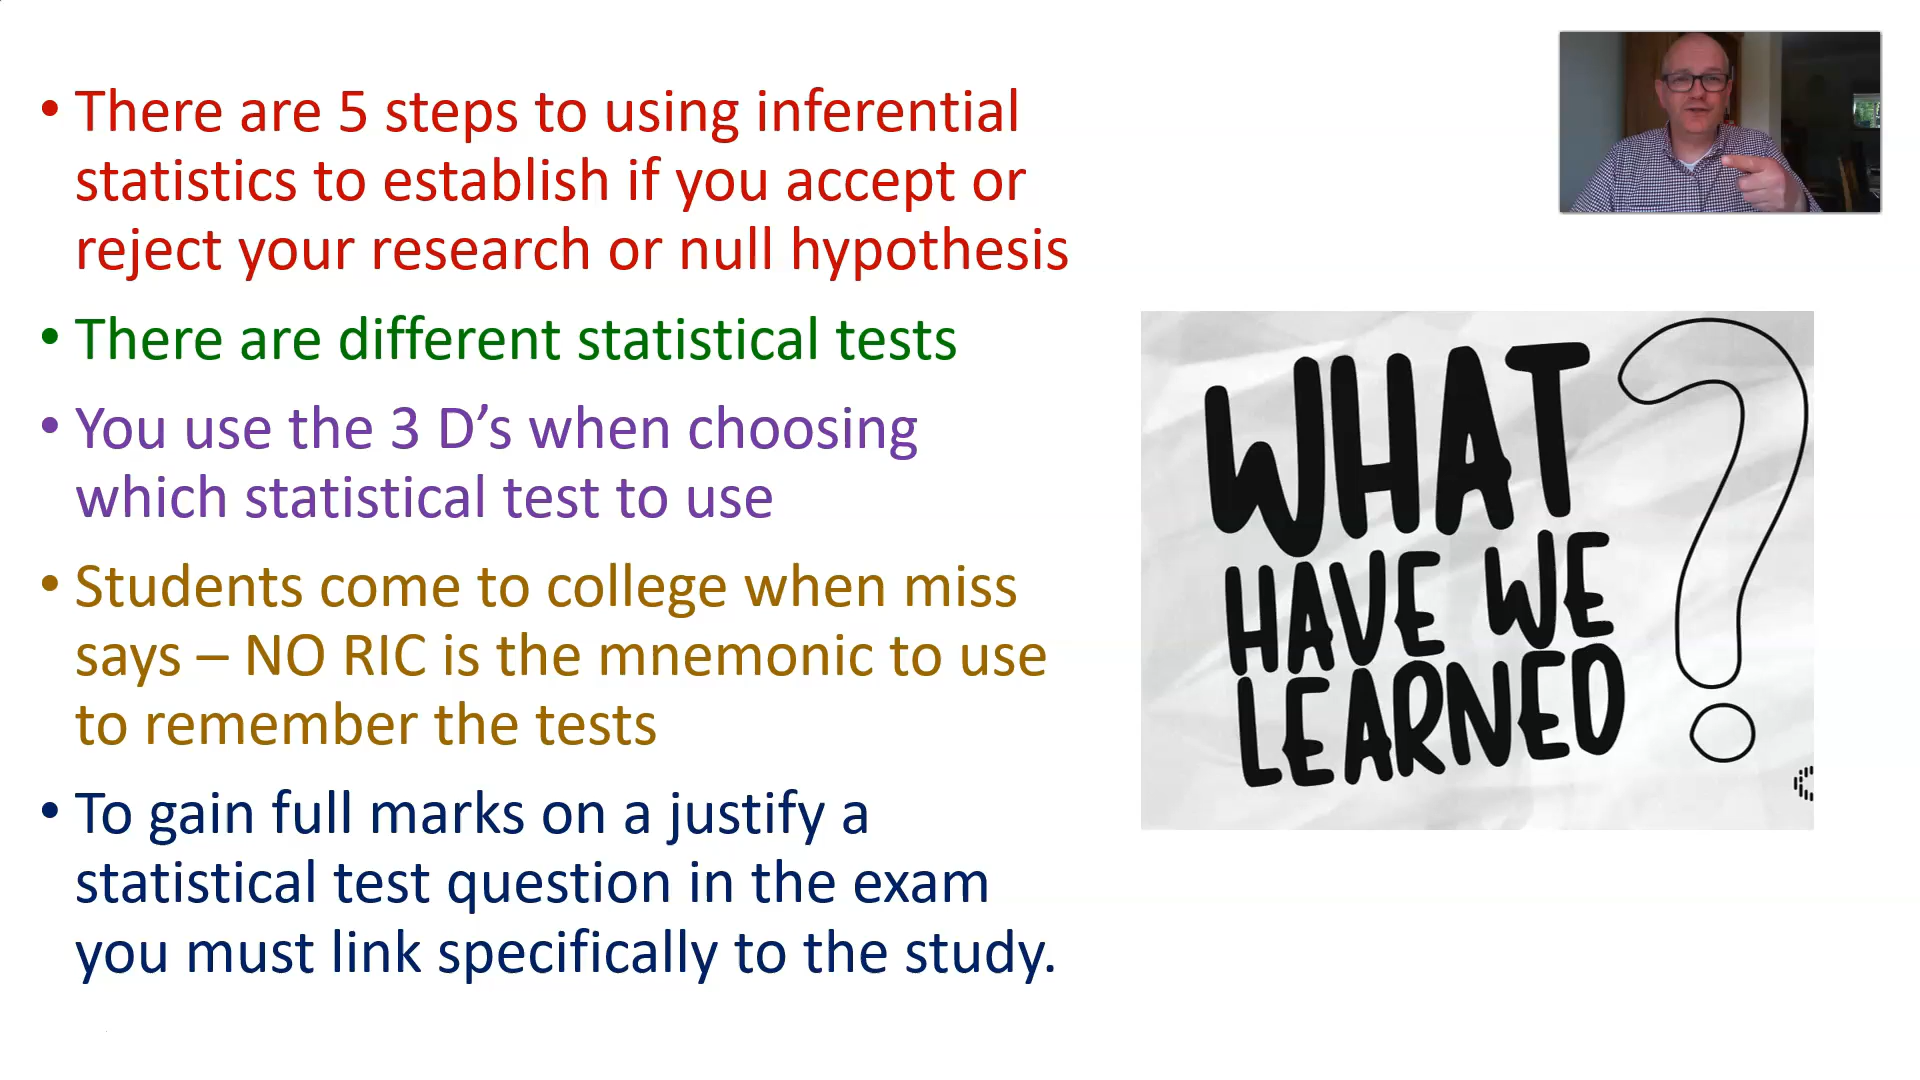 • There are 5 steps to using inferential
statistics to establish if you accept or
reject your research or null hypothesis
• There are different statistical tests
• You use the 3 D’s when choosing
which statistical test to use
• Students come to college when miss
says – NO RIC is the mnemonic to use
to remember the tests
• To gain full marks on a justify a
statistical test question in the exam
you must link specifically to the study.
WHAT
HAVE WE
LEARNED
?